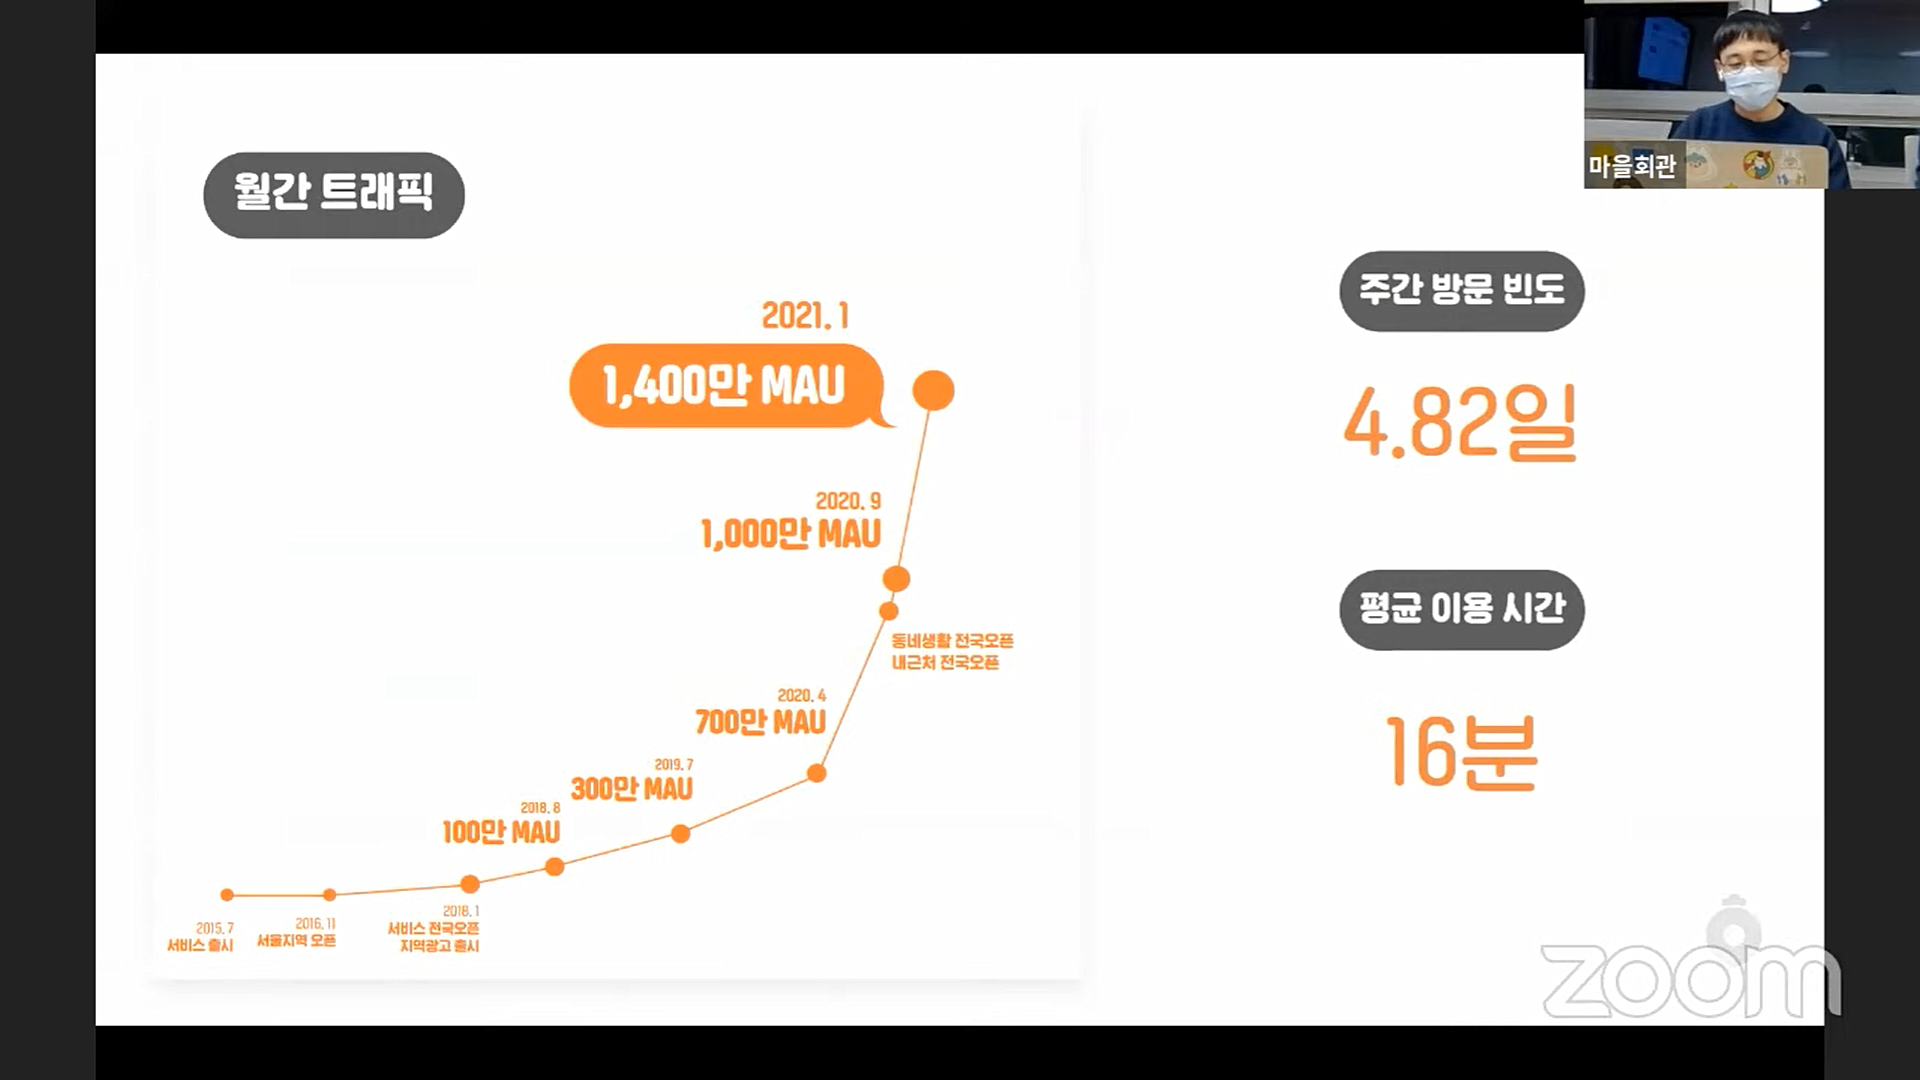 마을회관
월간 트래픽
2021. 1
1,400만 MAU
2020. 9
1,000만 MAU
동네생활 전국오픈
내근처 전국오픈
2020. 4
700만 MAU
2019. 7
300만 MAU
2018. 8
100만 MAU
2015. 7
서비스 출시
2016. 11
서울지역 오픈
2018. 1
서비스 전국오픈
지역광고 출시
주간 방문 빈도
4.82일
평균 이용 시간
16분
zoom